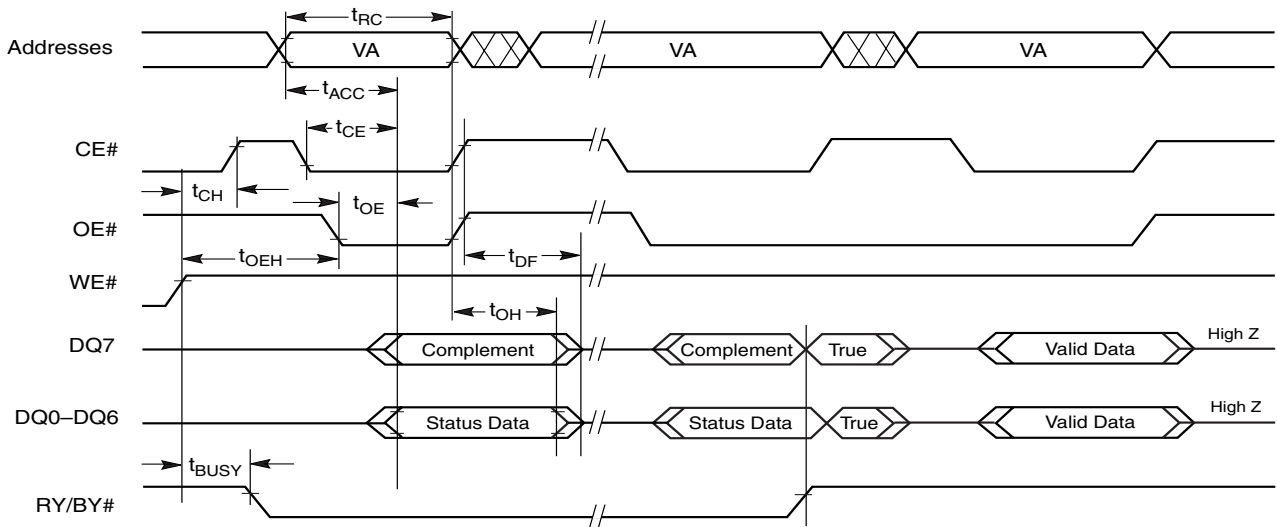 tRC
Addresses VA VA VA
tACC
tCE
CE#
tCH
tOE
OE#
tOEH tDF
WE#
tOH
DQ7 Complement Complement True Valid Data High Z
DQ0–DQ6 Status Data Status Data True Valid Data High Z
tBUSY
RY/BY#